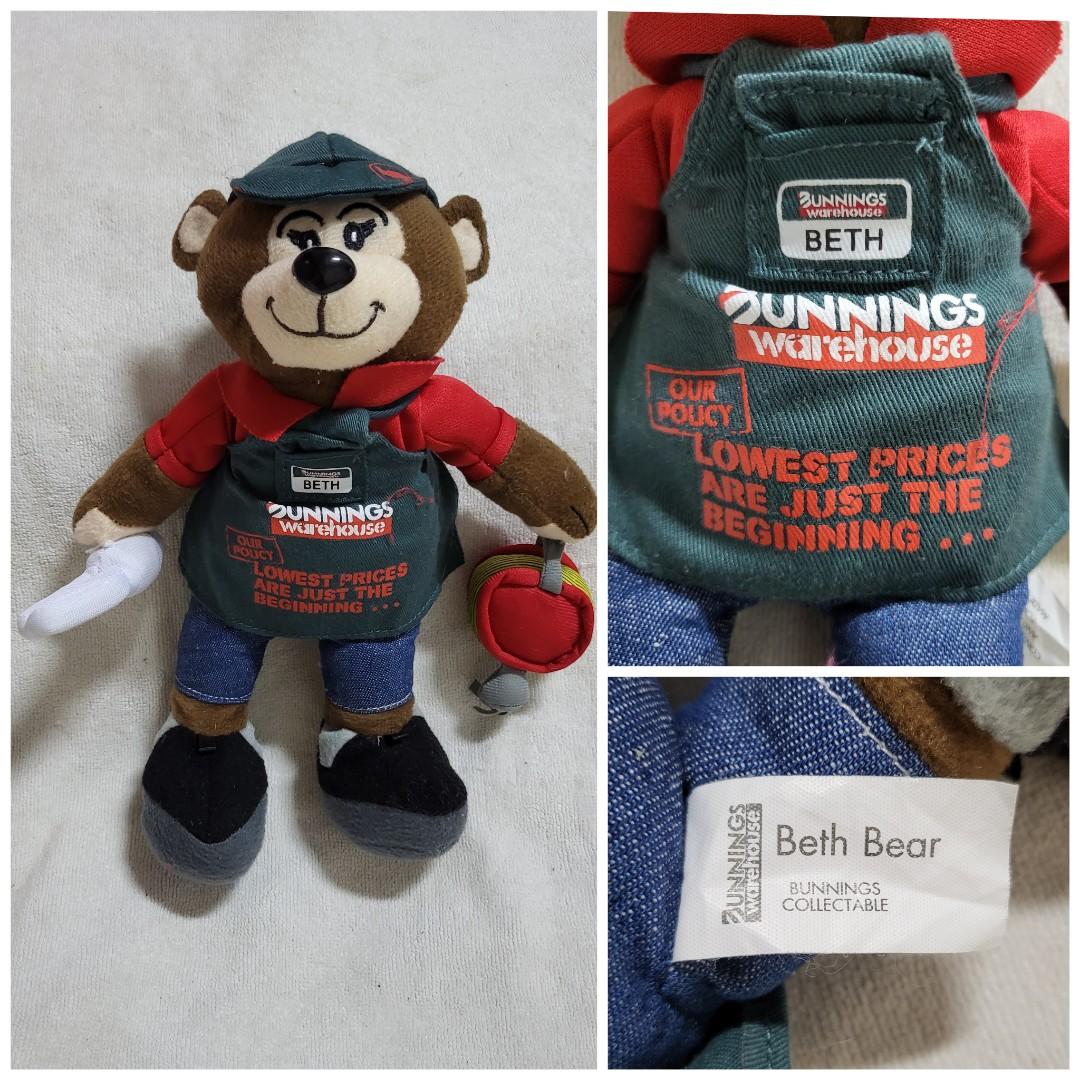 BUNNINGS
BETH
BUNNINGS
warehouse
OUR
POLICY
LOWEST PRICES
ARE JUST THE
BEGINNING ...
BUNNINGS
warehouse
BETH
BUNNINGS
warehouse
OUR
POLICY
LOWEST PRICES
ARE JUST THE
BEGINNING ...
BUNNINGS
warehouse
Beth Bear
BUNNINGS
COLLECTABLE